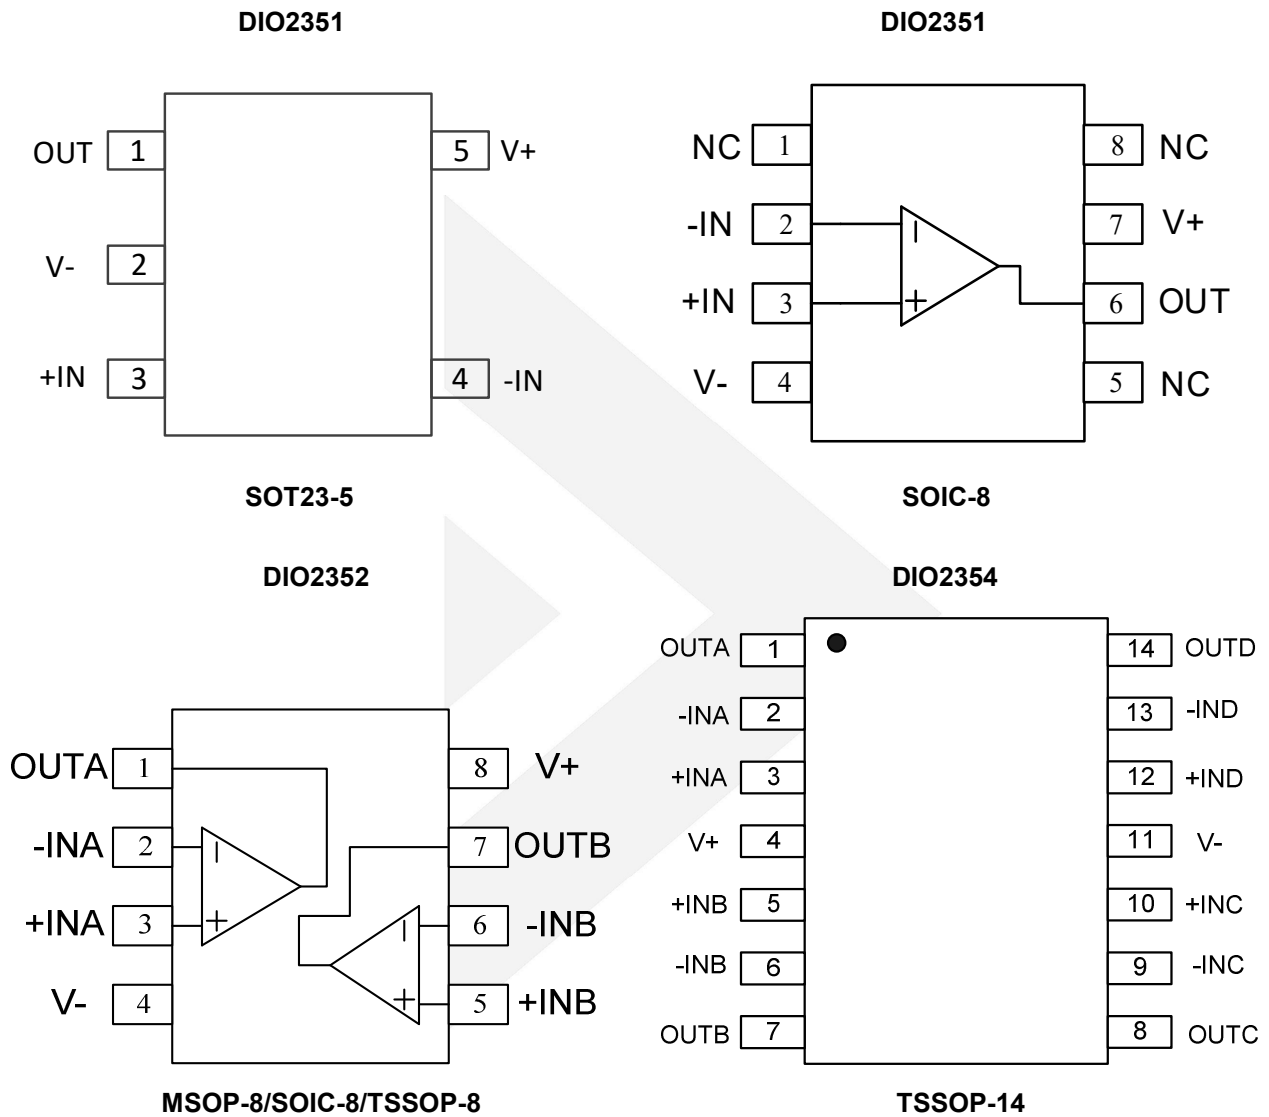 DIO2351
OUT 1
5 V+
V- 2
+IN 3
4 -IN
SOT23-5
DIO2351
NC 1
8 NC
-IN 2
7 V+
+IN 3
6 OUT
V- 4
5 NC
SOIC-8
DIO2352
OUTA 1
8 V+
-INA 2
7 OUTB
+INA 3
6 -INB
V- 4
5 +INB
MSOP-8/SOIC-8/TSSOP-8
DIO2354
OUTA 1
14 OUTD
-INA 2
13 -IND
+INA 3
12 +IND
V+ 4
11 V-
+INB 5
10 +INC
-INB 6
9 -INC
OUTB 7
8 OUTC
TSSOP-14